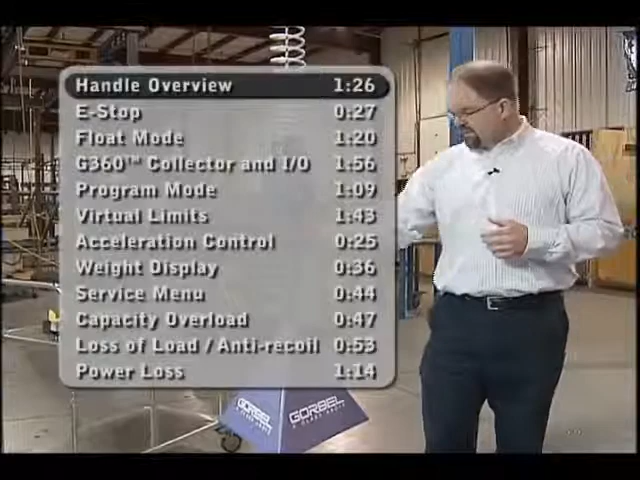 Handle Overview 1:26
E-Stop 0:27
Float Mode 1:20
G360™ Collector and I/O 1:56
Program Mode 1:09
Virtual Limits 1:43
Acceleration Control 0:25
Weight Display 0:36
Service Menu 0:44
Capacity Overload 0:47
Loss of Load / Anti-recoil 0:53
Power Loss 1:14
GORBEL
GORBEL
A CLASS ABOVE